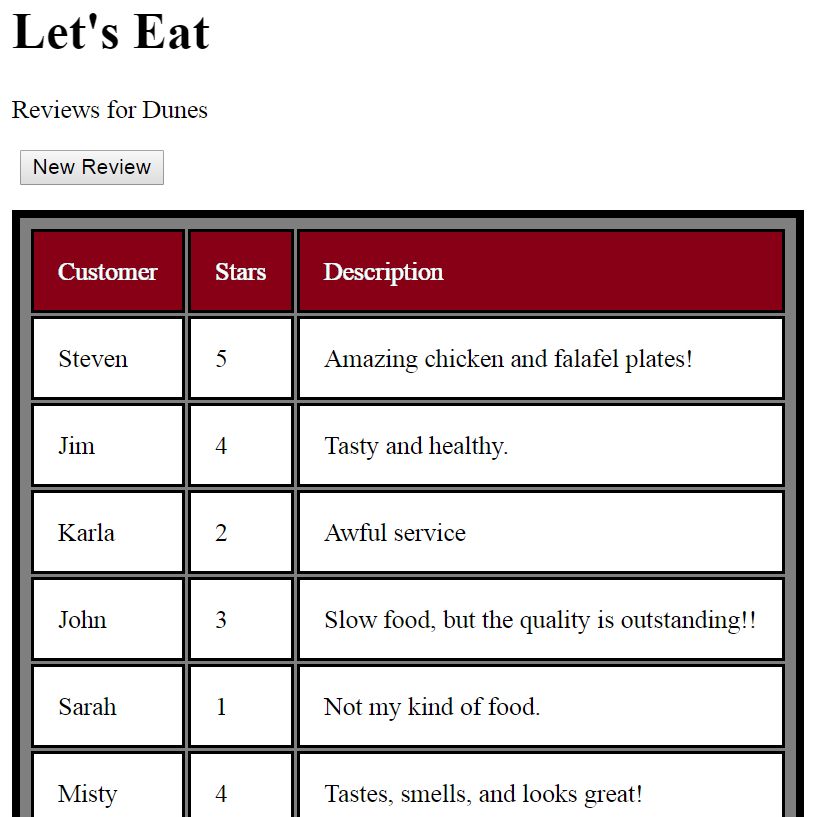 Let's Eat
Reviews for Dunes
New Review
Customer Stars Description
Steven 5 Amazing chicken and falafel plates!
Jim 4 Tasty and healthy.
Karla 2 Awful service
John 3 Slow food, but the quality is outstanding!!
Sarah 1 Not my kind of food.
Misty 4 Tastes, smells, and looks great!